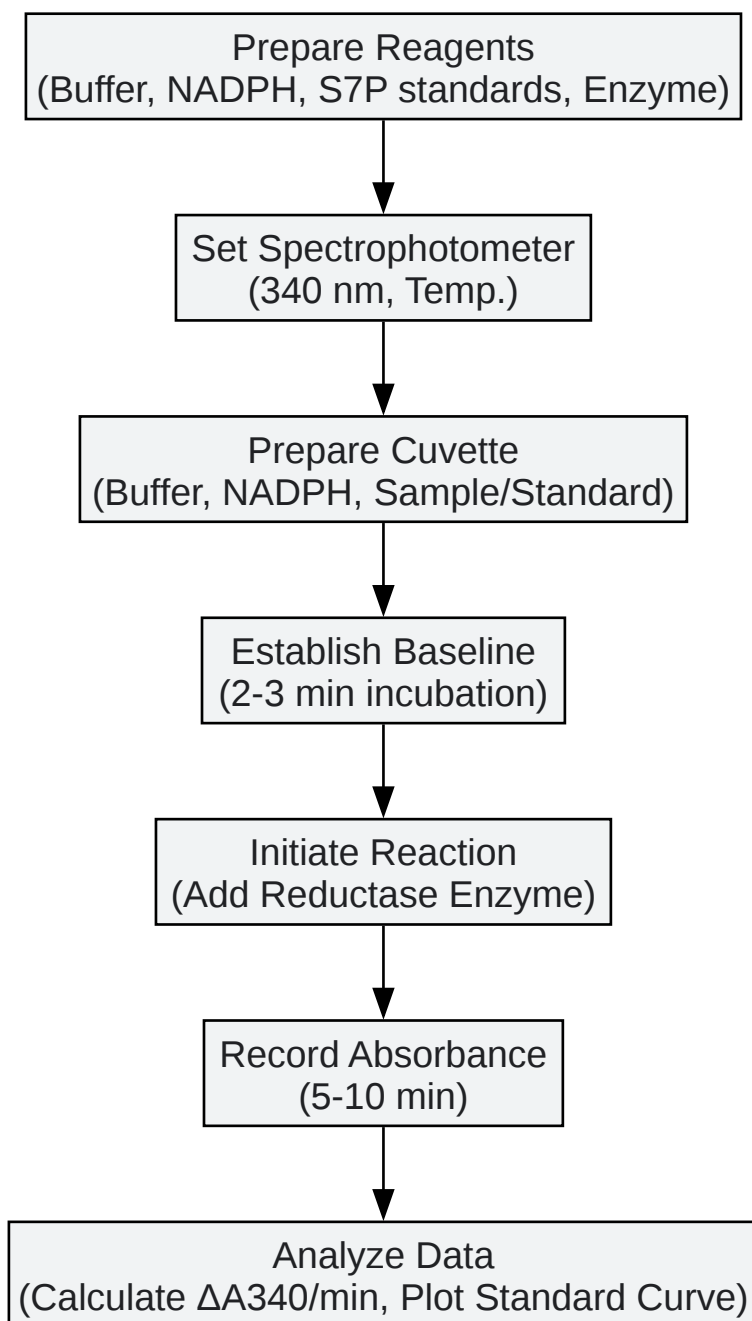 Prepare Reagents
(Buffer, NADPH, S7P standards, Enzyme)
Set Spectrophotometer
(340 nm, Temp.)
Prepare Cuvette
(Buffer, NADPH, Sample/Standard)
Establish Baseline
(2-3 min incubation)
Initiate Reaction
(Add Reductase Enzyme)
Record Absorbance
(5-10 min)
Analyze Data
(Calculate ΔA340/min, Plot Standard Curve)